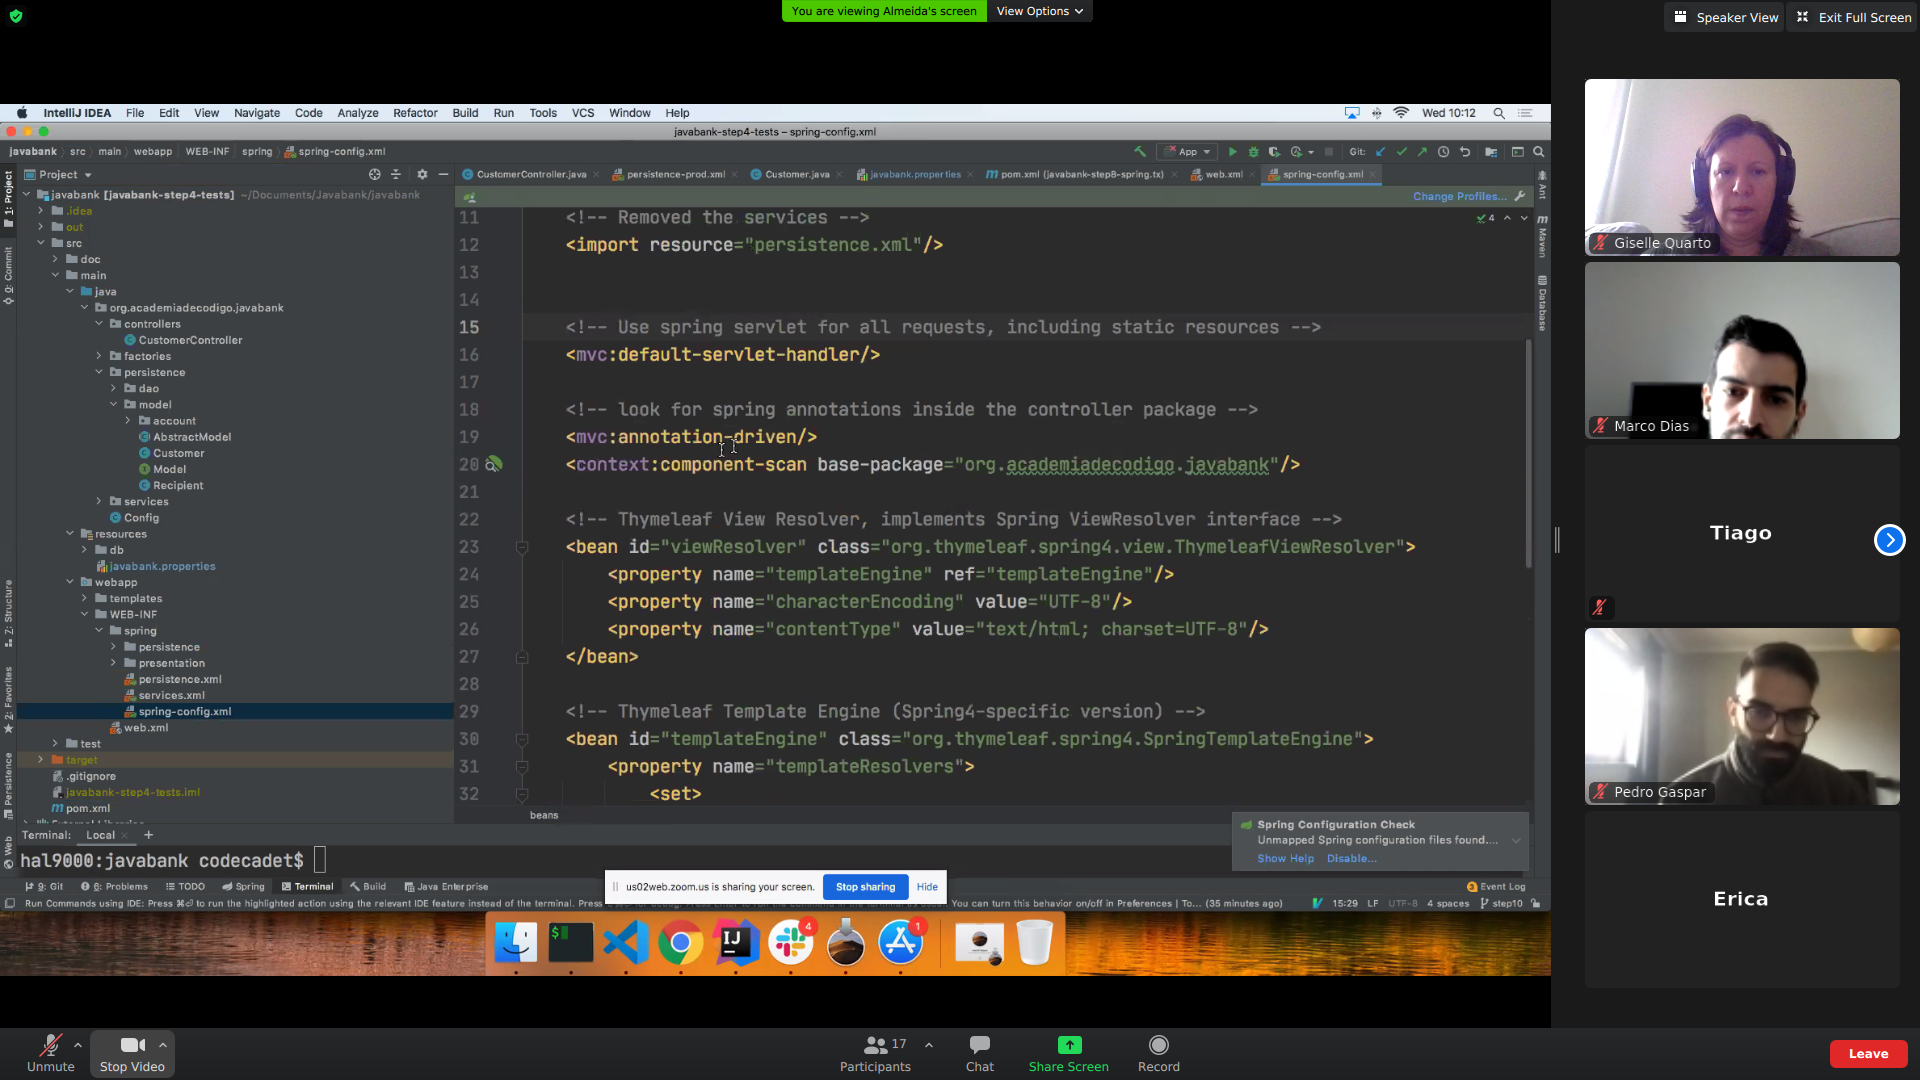 You are viewing Almeida's screen
View Options
Speaker View
Exit Full Screen
IntelliJ IDEA File Edit View Navigate Code Analyze Refactor Build Run Tools VCS Window Help
Wed 10:12
javabank-step4-tests – spring-config.xml
javabank src main webapp WEB-INF spring spring-config.xml
App
Git:
Project
CustomerController.java
persistence-prod.xml
Customer.java
javabank.properties
pom.xml (javabank-step8-spring.tx)
web.xml
spring-config.xml
Change Profiles...
1: Project
0: Commit
Z: Structure
2: Favorites
Persistence
Web
Ant
Maven
Database
javabank [javabank-step4-tests] ~/Documents/Javabank/javabank
.idea
out
src
doc
main
java
org.academiadecodigo.javabank
controllers
CustomerController
factories
persistence
dao
model
account
AbstractModel
Customer
Model
Recipient
services
Config
resources
db
javabank.properties
webapp
templates
WEB-INF
spring
persistence
presentation
persistence.xml
services.xml
spring-config.xml
web.xml
test
target
.gitignore
javabank-step4-tests.iml
pom.xml
4
11 <!-- Removed the services -->
12 <import resource="persistence.xml"/>
13
14
15 <!-- Use spring servlet for all requests, including static resources -->
16 <mvc:default-servlet-handler/>
17
18 <!-- look for spring annotations inside the controller package -->
19 <mvc:annotation-driven/>
20 <context:component-scan base-package="org.academiadecodigo.javabank"/>
21
22 <!-- Thymeleaf View Resolver, implements Spring ViewResolver interface -->
23 <bean id="viewResolver" class="org.thymeleaf.spring4.view.ThymeleafViewResolver">
24 <property name="templateEngine" ref="templateEngine"/>
25 <property name="characterEncoding" value="UTF-8"/>
26 <property name="contentType" value="text/html; charset=UTF-8"/>
27 </bean>
28
29 <!-- Thymeleaf Template Engine (Spring4-specific version) -->
30 <bean id="templateEngine" class="org.thymeleaf.spring4.SpringTemplateEngine">
31 <property name="templateResolvers">
32 <set>
beans
Spring Configuration Check
Unmapped Spring configuration files found....
Show Help Disable...
Terminal: Local +
hal9000:javabank codecadet$
9: Git 6: Problems TODO Spring Terminal Build Java Enterprise
Event Log
us02web.zoom.us is sharing your screen. Stop sharing Hide
Run Commands using IDE: Press ⌘⏎ to run the highlighted action using the relevant IDE feature instead of the terminal. Press
You can turn this behavior on/off in Preferences | To... (35 minutes ago)
15:29 LF UTF-8 4 spaces step10
IJ
4
1
Giselle Quarto
Marco Dias
Tiago
Pedro Gaspar
Erica
Unmute
Stop Video
17
Participants
Chat
Share Screen
Record
Leave